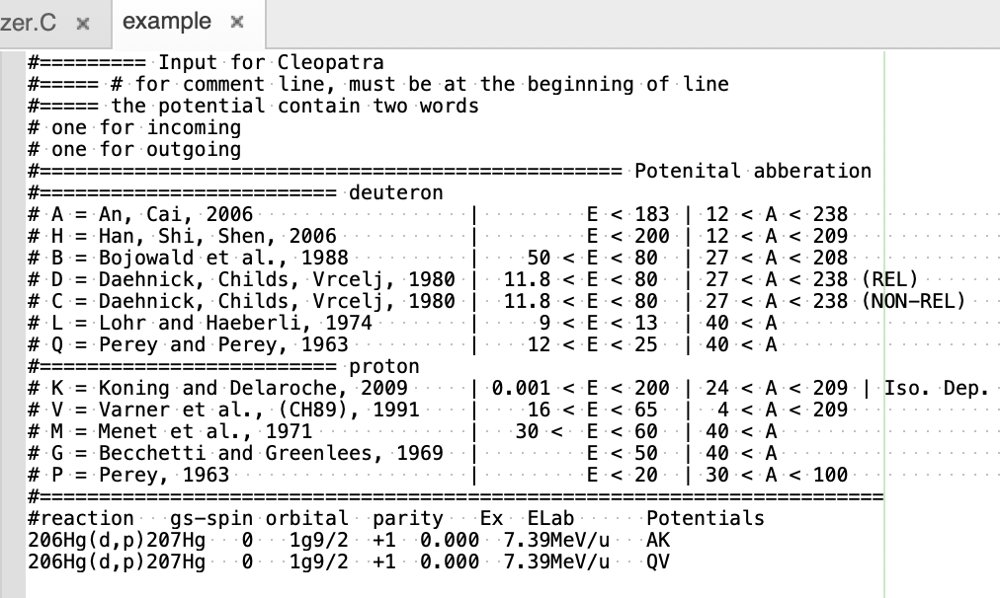 zer.C × example ×
#========= Input for Cleopatra
#===== # for comment line, must be at the beginning of line
#===== the potential contain two words
# one for incoming
# one for outgoing
#================================================= Potenital abberation
#========================= deuteron
# A = An, Cai, 2006 | E < 183 | 12 < A < 238
# H = Han, Shi, Shen, 2006 | E < 200 | 12 < A < 209
# B = Bojowald et al., 1988 | 50 < E < 80 | 27 < A < 208
# D = Daehnick, Childs, Vrcelj, 1980 | 11.8 < E < 80 | 27 < A < 238 (REL)
# C = Daehnick, Childs, Vrcelj, 1980 | 11.8 < E < 80 | 27 < A < 238 (NON-REL)
# L = Lohr and Haeberli, 1974 | 9 < E < 13 | 40 < A
# Q = Perey and Perey, 1963 | 12 < E < 25 | 40 < A
#========================= proton
# K = Koning and Delaroche, 2009 | 0.001 < E < 200 | 24 < A < 209 | Iso. Dep.
# V = Varner et al., (CH89), 1991 | 16 < E < 65 | 4 < A < 209
# M = Menet et al., 1971 | 30 < E < 60 | 40 < A
# G = Becchetti and Greenlees, 1969 | E < 50 | 40 < A
# P = Perey, 1963 | E < 20 | 30 < A < 100
#=======================================================================
#reaction gs-spin orbital parity Ex ELab Potentials
206Hg(d,p)207Hg 0 1g9/2 +1 0.000 7.39MeV/u AK
206Hg(d,p)207Hg 0 1g9/2 +1 0.000 7.39MeV/u QV